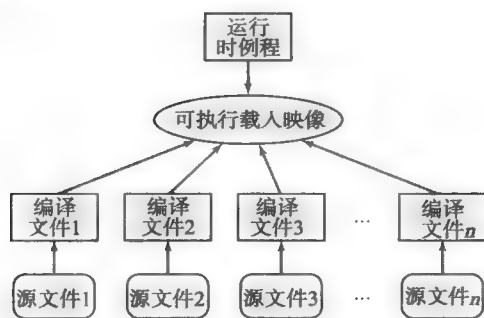 运行
时例程
可执行载入映像
编译
文件1
编译
文件2
编译
文件3
…
编译
文件n
源文件1
源文件2
源文件3
…
源文件n